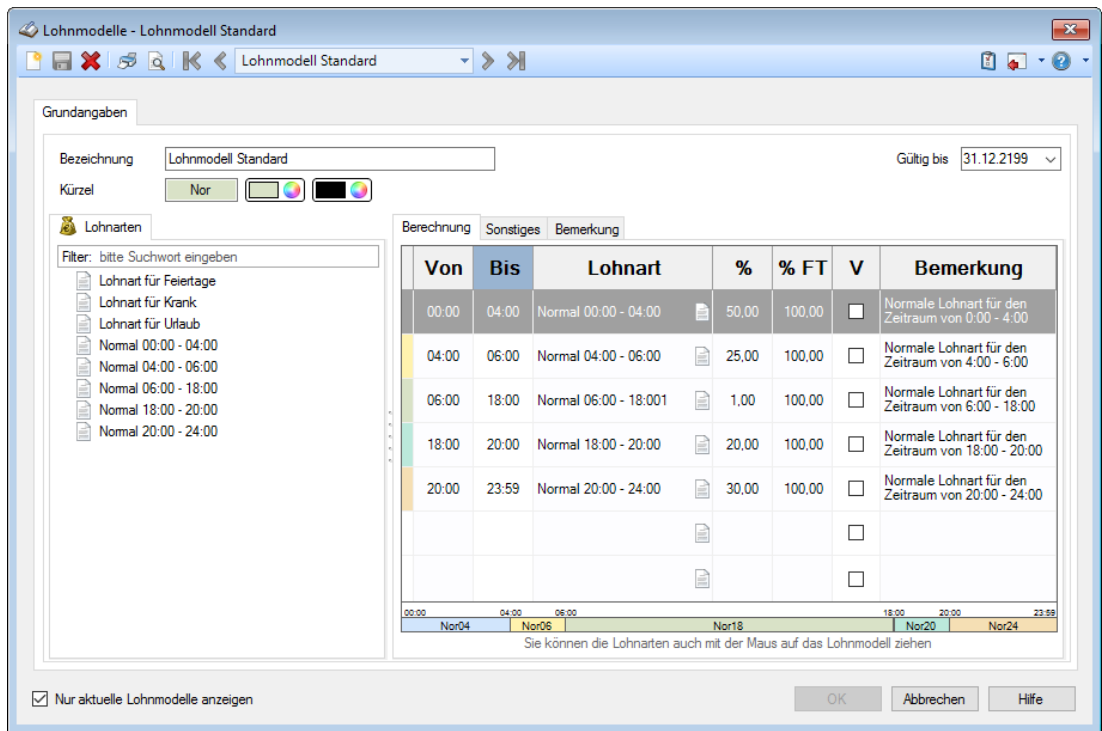 Lohnmodelle - Lohnmodell Standard
Lohnmodell Standard
Grundangaben
Bezeichnung Lohnmodell Standard Gültig bis 31.12.2199
Kürzel Nor
Lohnarten
Filter: bitte Suchwort eingeben
Lohnart für Feiertage
Lohnart für Krank
Lohnart für Urlaub
Normal 00:00 - 04:00
Normal 04:00 - 06:00
Normal 06:00 - 18:00
Normal 18:00 - 20:00
Normal 20:00 - 24:00
Berechnung Sonstiges Bemerkung
Von Bis Lohnart % % FT V Bemerkung
00:00 04:00 Normal 00:00 - 04:00 50,00 100,00 Normale Lohnart für den
Zeitraum von 0:00 - 4:00
04:00 06:00 Normal 04:00 - 06:00 25,00 100,00 Normale Lohnart für den
Zeitraum von 4:00 - 6:00
06:00 18:00 Normal 06:00 - 18:001 1,00 100,00 Normale Lohnart für den
Zeitraum von 6:00 - 18:00
18:00 20:00 Normal 18:00 - 20:00 20,00 100,00 Normale Lohnart für den
Zeitraum von 18:00 - 20:00
20:00 23:59 Normal 20:00 - 24:00 30,00 100,00 Normale Lohnart für den
Zeitraum von 20:00 - 24:00
00:00 04:00 06:00 18:00 20:00 23:59
Nor04 Nor06 Nor18 Nor20 Nor24
Sie können die Lohnarten auch mit der Maus auf das Lohnmodell ziehen
Nur aktuelle Lohnmodelle anzeigen OK Abbrechen Hilfe